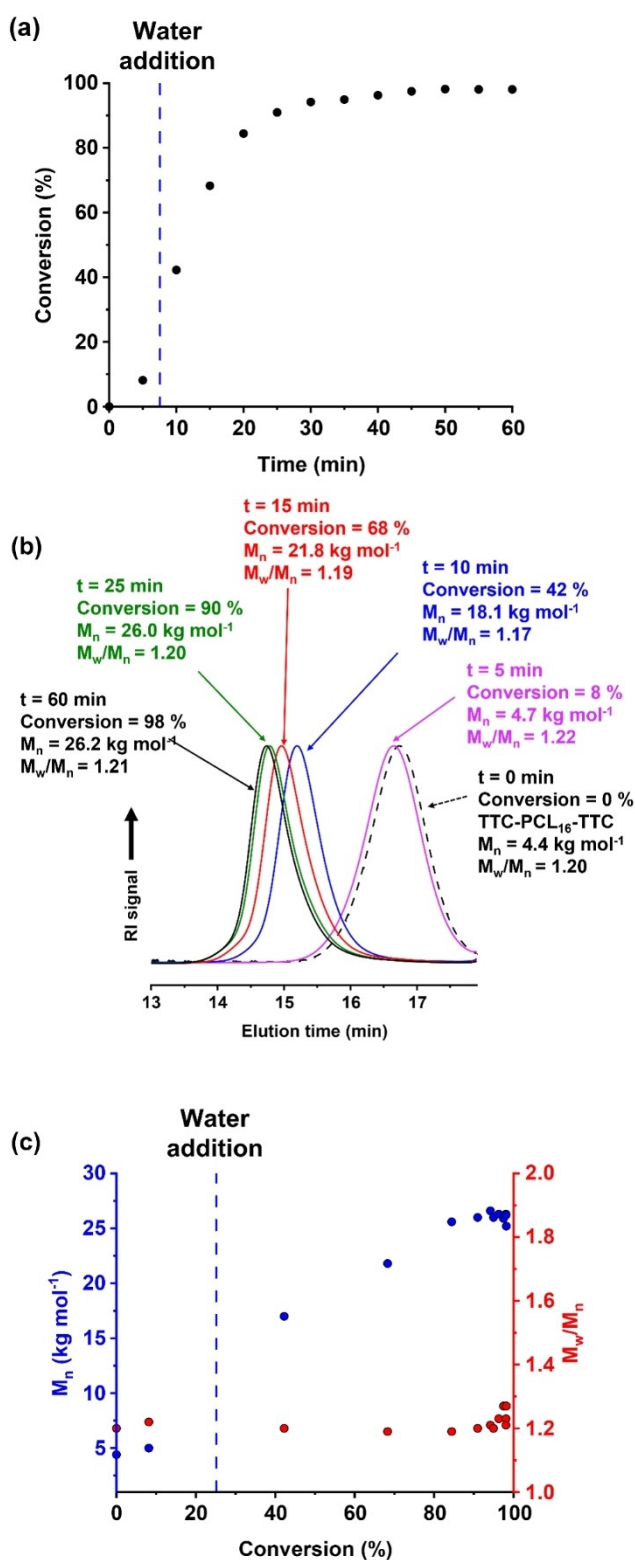 (a)
Water
addition
Conversion (%)
100
80
60
40
20
0
0 10 20 30 40 50 60
Time (min)
(b)
t = 15 min
Conversion = 68 %
Mₙ = 21.8 kg mol⁻¹
M_w/Mₙ = 1.19
t = 25 min
Conversion = 90 %
Mₙ = 26.0 kg mol⁻¹
M_w/Mₙ = 1.20
t = 10 min
Conversion = 42 %
Mₙ = 18.1 kg mol⁻¹
M_w/Mₙ = 1.17
t = 60 min
Conversion = 98 %
Mₙ = 26.2 kg mol⁻¹
M_w/Mₙ = 1.21
t = 5 min
Conversion = 8 %
Mₙ = 4.7 kg mol⁻¹
M_w/Mₙ = 1.22
t = 0 min
Conversion = 0 %
TTC-PCL₁₆-TTC
Mₙ = 4.4 kg mol⁻¹
M_w/Mₙ = 1.20
RI signal
13 14 15 16 17
Elution time (min)
(c)
Water
addition
Mₙ (kg mol⁻¹)
30
25
20
15
10
5
2.0
1.8
1.6
1.4
1.2
1.0
M_w/Mₙ
0 20 40 60 80 100
Conversion (%)